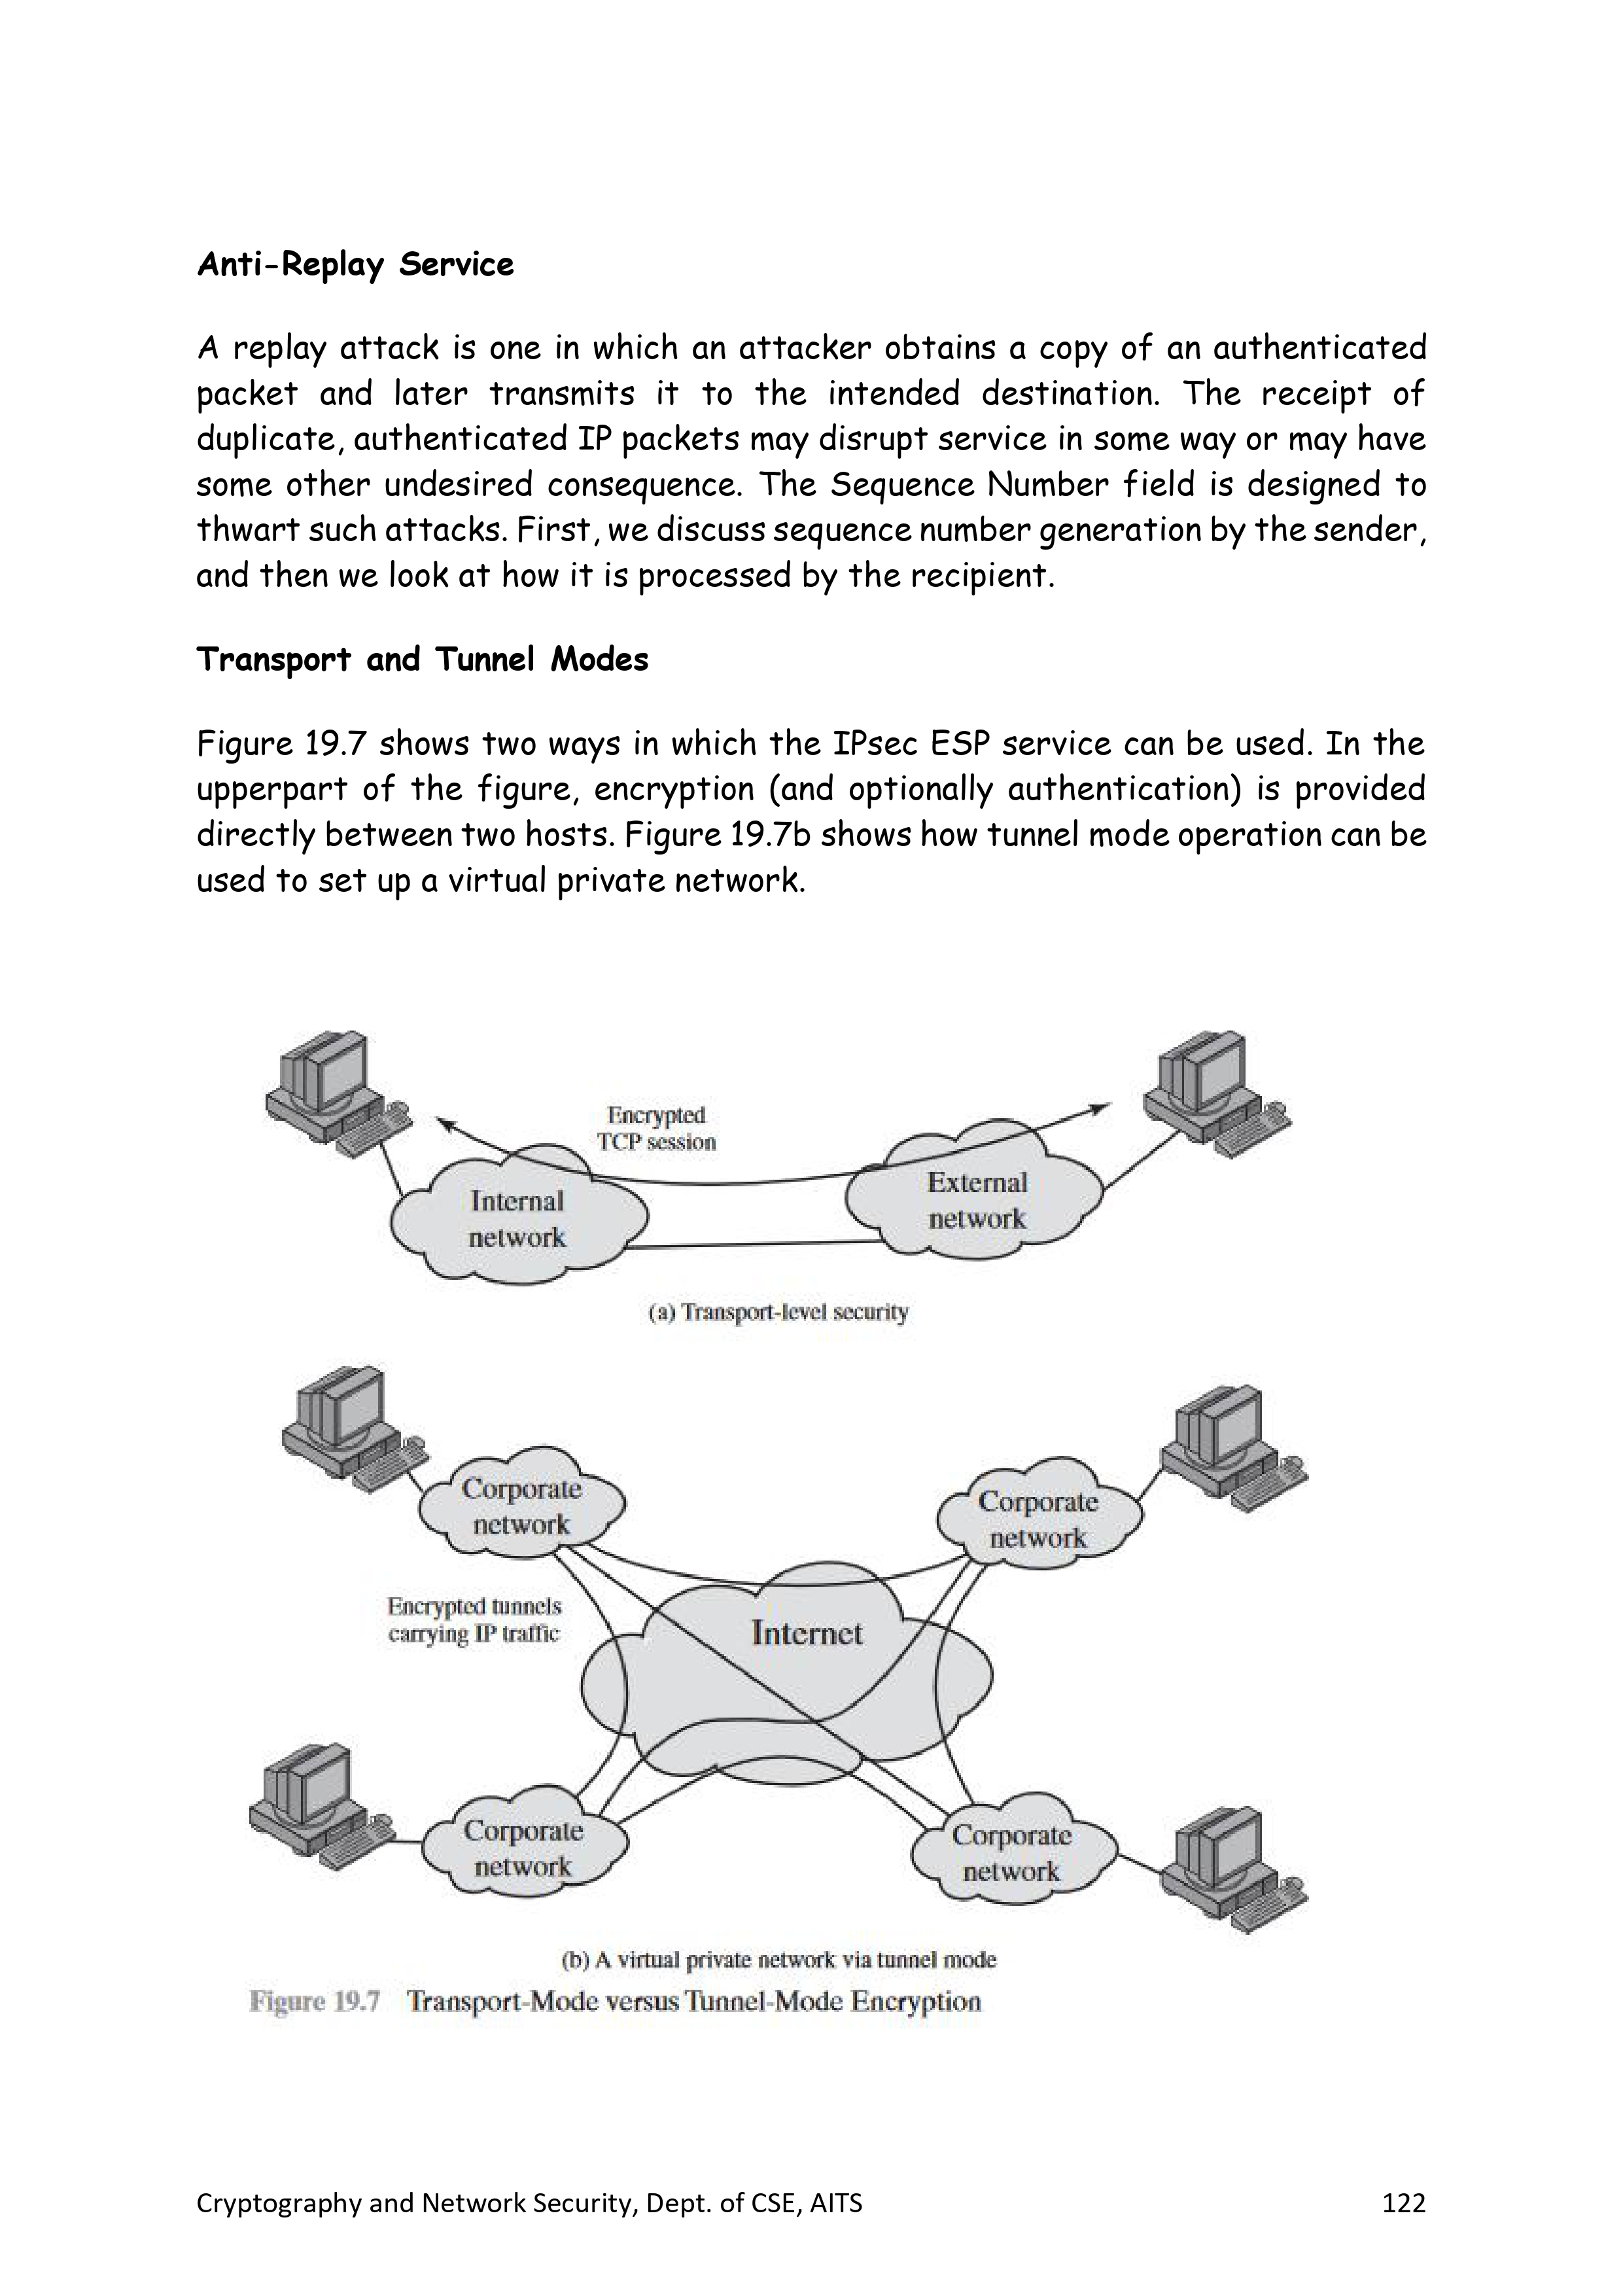 Anti-Replay Service
A replay attack is one in which an attacker obtains a copy of an authenticated
packet and later transmits it to the intended destination. The receipt of
duplicate, authenticated IP packets may disrupt service in some way or may have
some other undesired consequence. The Sequence Number field is designed to
thwart such attacks. First, we discuss sequence number generation by the sender,
and then we look at how it is processed by the recipient.
Transport and Tunnel Modes
Figure 19.7 shows two ways in which the IPsec ESP service can be used. In the
upperpart of the figure, encryption (and optionally authentication) is provided
directly between two hosts. Figure 19.7b shows how tunnel mode operation can be
used to set up a virtual private network.
Encrypted
TCP session
Internal
network
External
network
(a) Transport-level security
Corporate
network
Corporate
network
Encrypted tunnels
carrying IP traffic
Internet
Corporate
network
Corporate
network
(b) A virtual private network via tunnel mode
Figure 19.7 Transport-Mode versus Tunnel-Mode Encryption
Cryptography and Network Security, Dept. of CSE, AITS 122